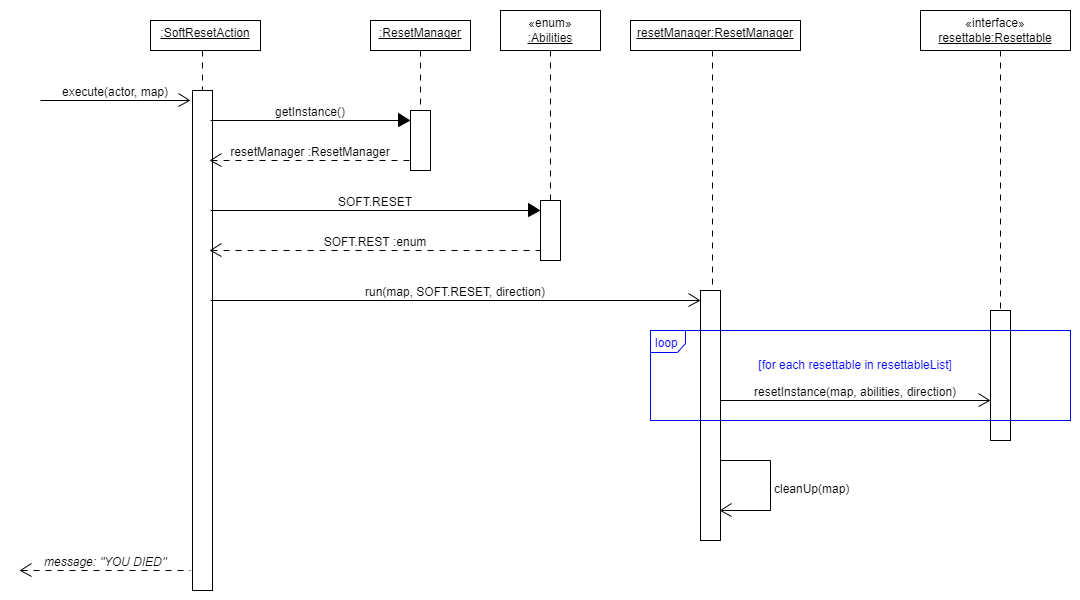 :SoftResetAction
:ResetManager
«enum»
:Abilities
resetManager:ResetManager
«interface»
resettable:Resettable
execute(actor, map)
getInstance()
resetManager :ResetManager
SOFT.RESET
SOFT.REST :enum
run(map, SOFT.RESET, direction)
loop
[for each resettable in resettableList]
resetInstance(map, abilities, direction)
cleanUp(map)
message: "YOU DIED"